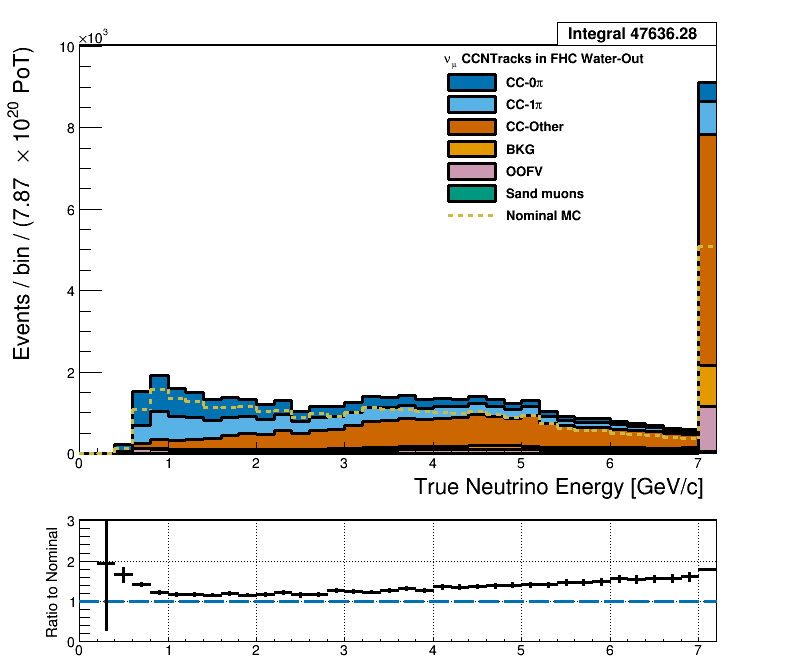 Integral 47636.28
×10³
Events / bin / (7.87 × 10²⁰ PoT)
10
8
6
4
2
0
ν_μ CCNTracks in FHC Water-Out
CC-0π
CC-1π
CC-Other
BKG
OOFV
Sand muons
Nominal MC
0 1 2 3 4 5 6 7
True Neutrino Energy [GeV/c]
Ratio to Nominal
3
2
1
0
0 1 2 3 4 5 6 7